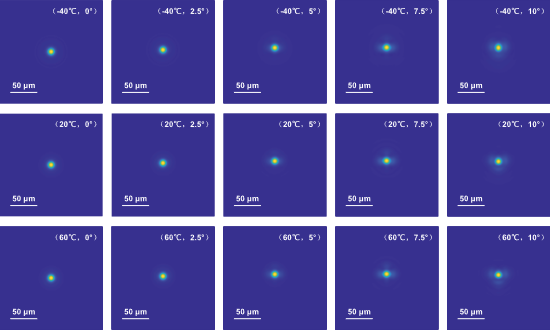 （-40℃，0°）
（-40℃，2.5°）
（-40℃，5°）
（-40℃，7.5°）
（-40℃，10°）
50 μm
50 μm
50 μm
50 μm
50 μm
（20℃，0°）
（20℃，2.5°）
（20℃，5°）
（20℃，7.5°）
（20℃，10°）
50 μm
50 μm
50 μm
50 μm
50 μm
（60℃，0°）
（60℃，2.5°）
（60℃，5°）
（60℃，7.5°）
（60℃，10°）
50 μm
50 μm
50 μm
50 μm
50 μm